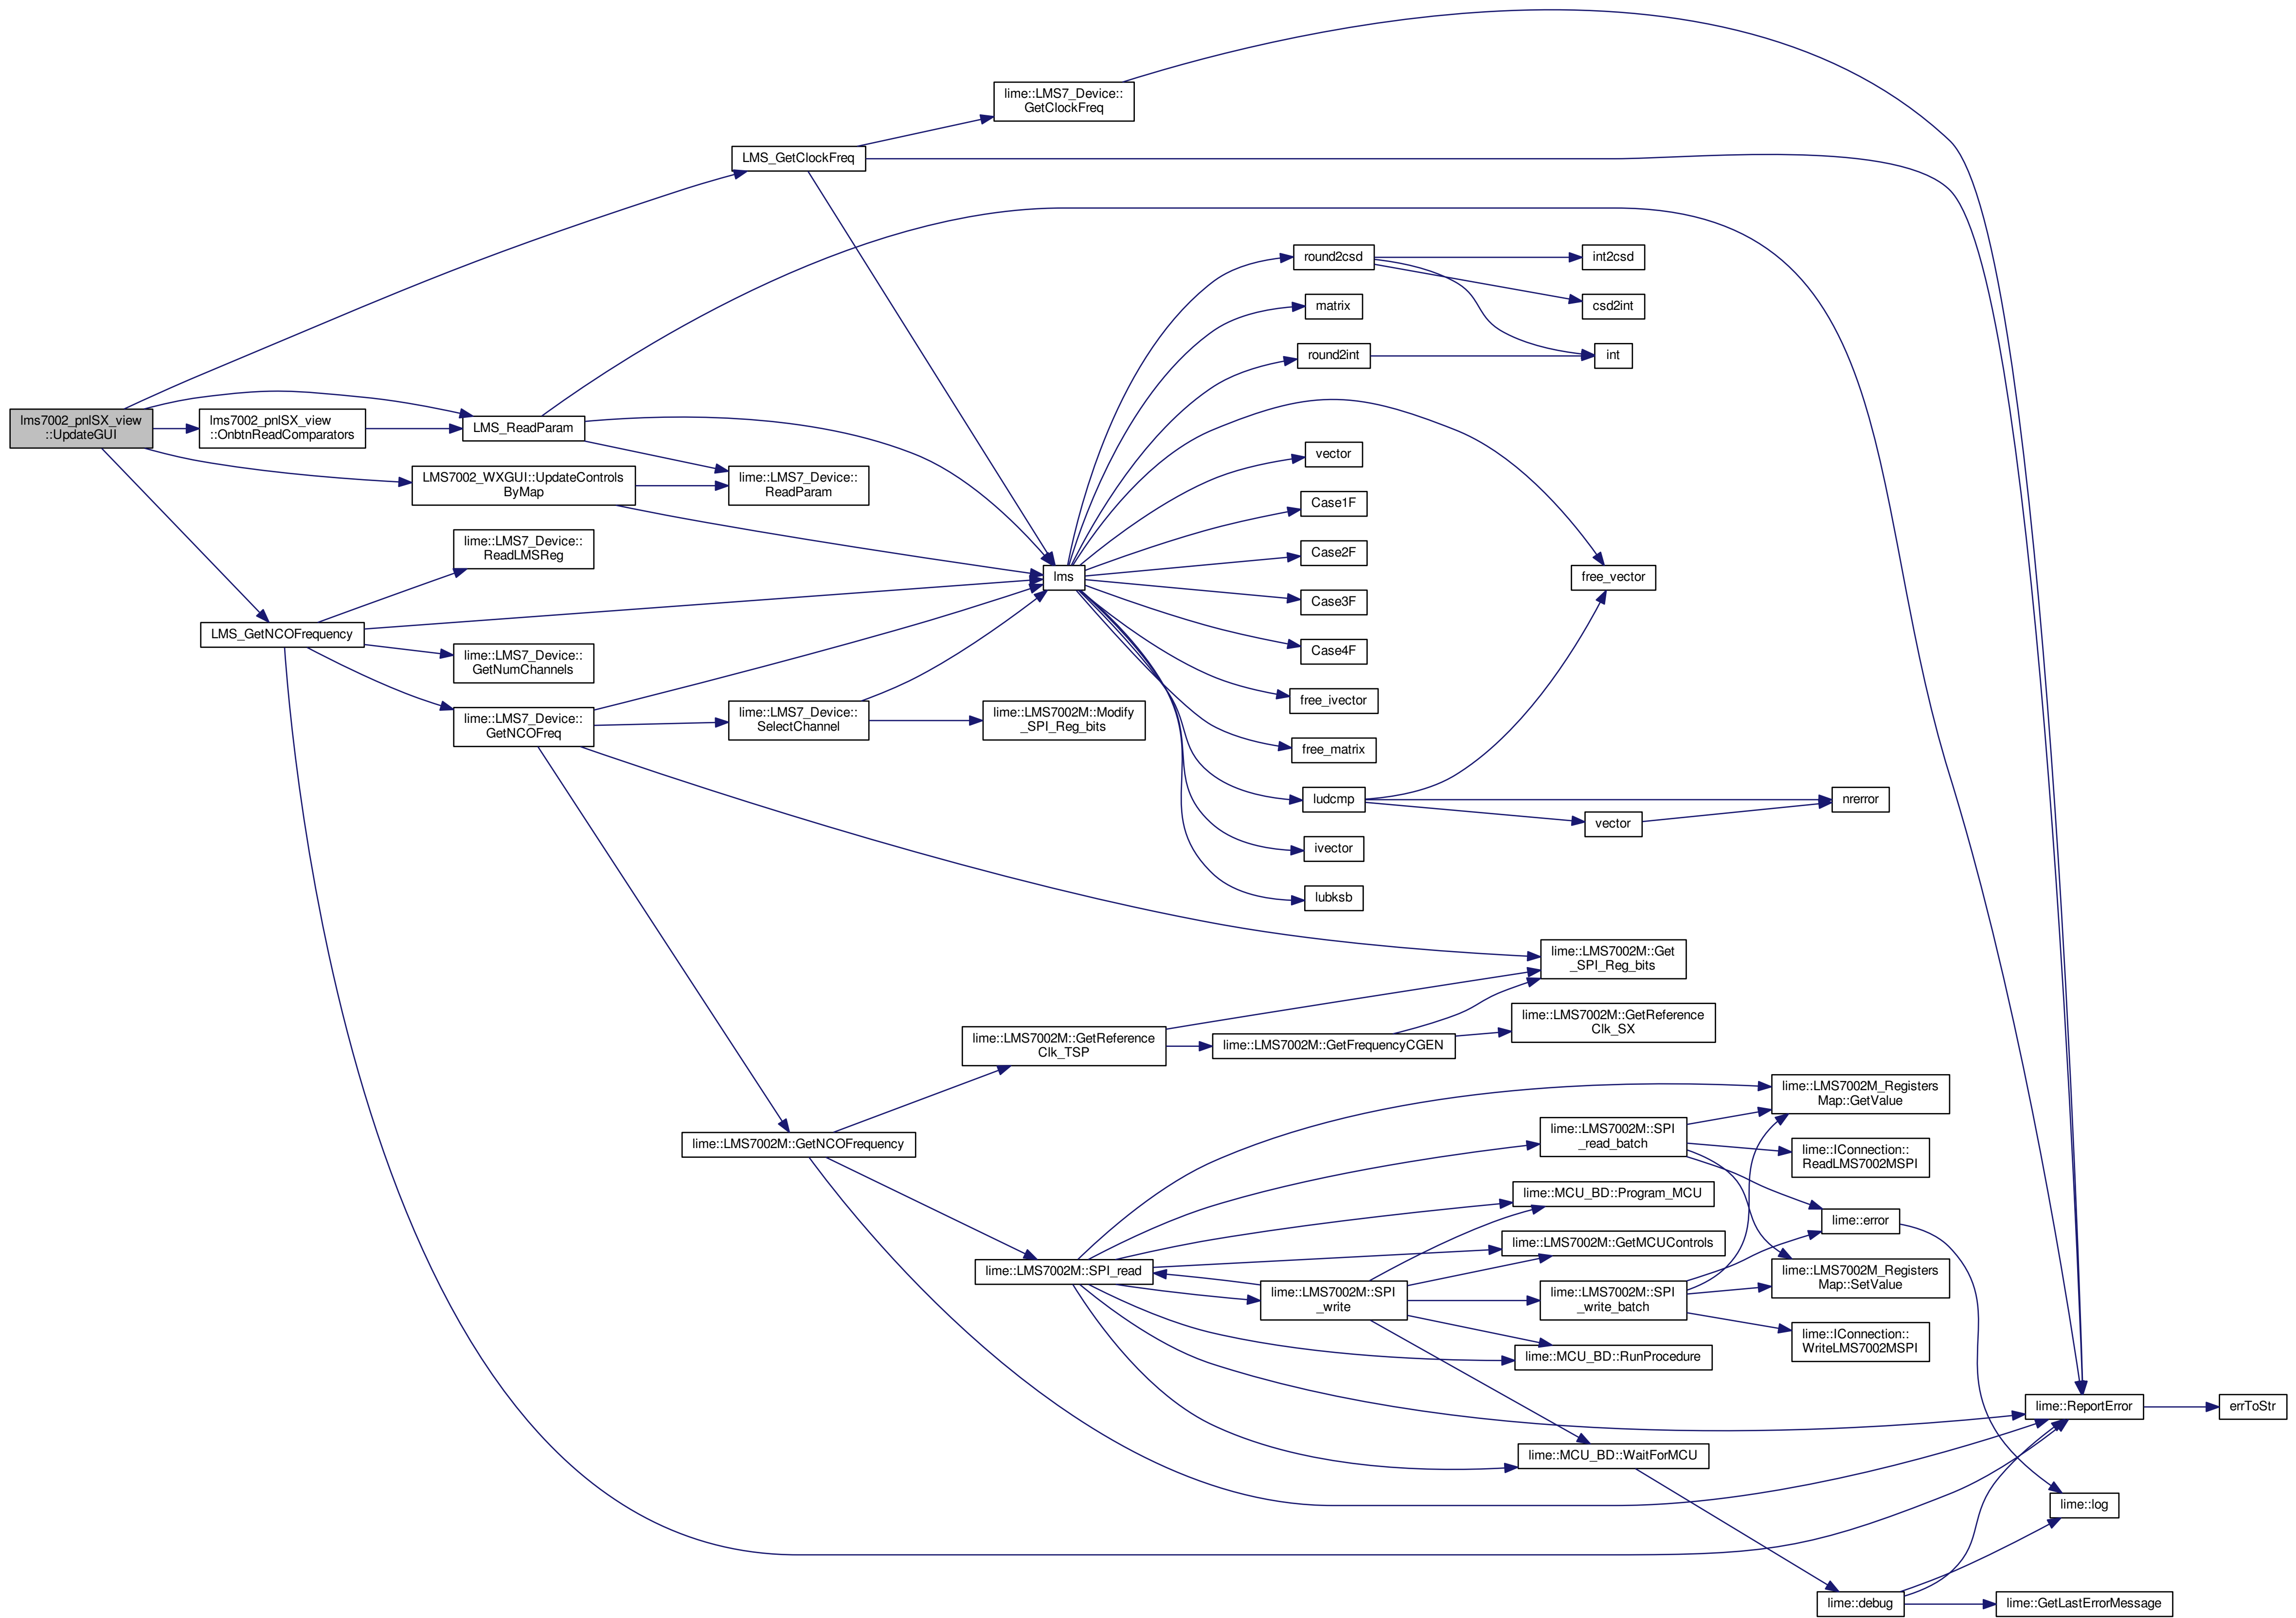 lime::LMS7_Device::
GetClockFreq
LMS_GetClockFreq
round2csd
int2csd
matrix
csd2int
round2int
int
lms7002_pnlSX_view
::UpdateGUI
lms7002_pnlSX_view
::OnbtnReadComparators
LMS_ReadParam
vector
LMS7002_WXGUI::UpdateControls
ByMap
lime::LMS7_Device::
ReadParam
Case1F
lime::LMS7_Device::
ReadLMSReg
Case2F
lms
free_vector
Case3F
LMS_GetNCOFrequency
lime::LMS7_Device::
GetNumChannels
Case4F
free_ivector
lime::LMS7_Device::
GetNCOFreq
lime::LMS7_Device::
SelectChannel
lime::LMS7002M::Modify
_SPI_Reg_bits
free_matrix
ludcmp
nrerror
vector
ivector
lubksb
lime::LMS7002M::Get
_SPI_Reg_bits
lime::LMS7002M::GetReference
Clk_SX
lime::LMS7002M::GetReference
Clk_TSP
lime::LMS7002M::GetFrequencyCGEN
lime::LMS7002M_Registers
Map::GetValue
lime::LMS7002M::GetNCOFrequency
lime::LMS7002M::SPI
_read_batch
lime::IConnection::
ReadLMS7002MSPI
lime::MCU_BD::Program_MCU
lime::error
lime::LMS7002M::GetMCUControls
lime::LMS7002M::SPI_read
lime::LMS7002M_Registers
Map::SetValue
lime::LMS7002M::SPI
_write
lime::LMS7002M::SPI
_write_batch
lime::IConnection::
WriteLMS7002MSPI
lime::MCU_BD::RunProcedure
lime::ReportError
errToStr
lime::MCU_BD::WaitForMCU
lime::log
lime::debug
lime::GetLastErrorMessage